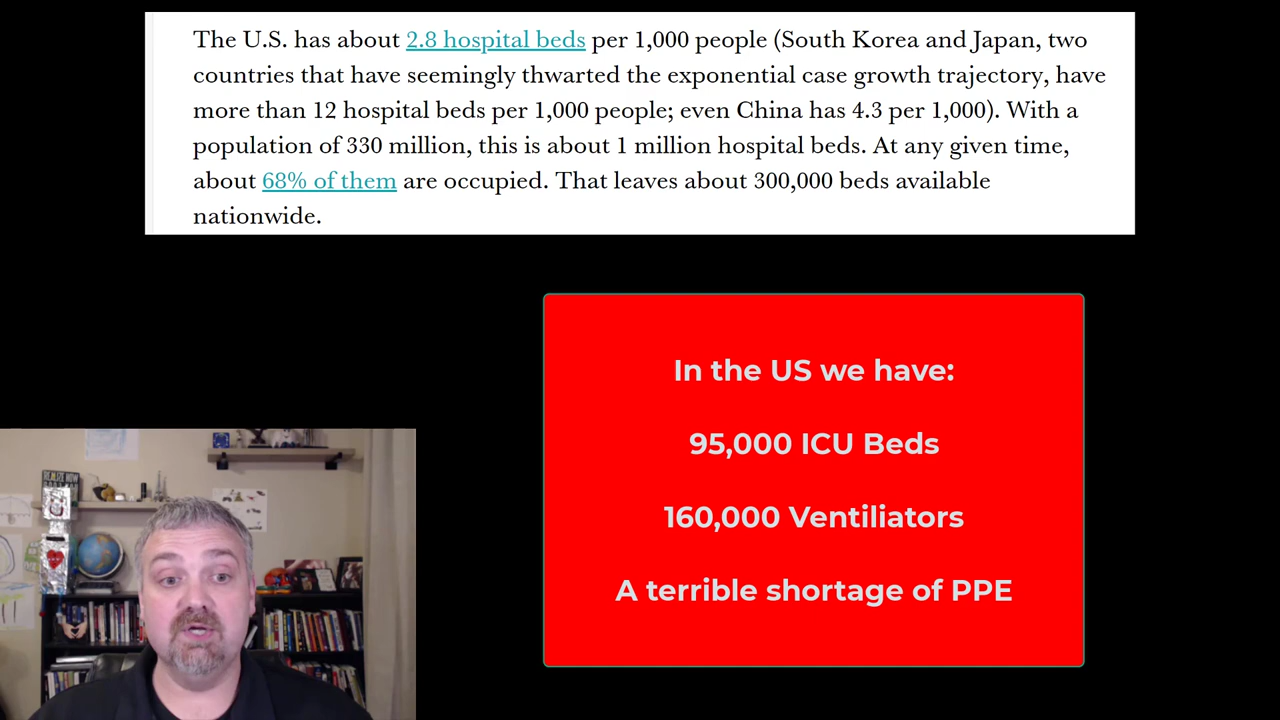 The U.S. has about 2.8 hospital beds per 1,000 people (South Korea and Japan, two
countries that have seemingly thwarted the exponential case growth trajectory, have
more than 12 hospital beds per 1,000 people; even China has 4.3 per 1,000). With a
population of 330 million, this is about 1 million hospital beds. At any given time,
about 68% of them are occupied. That leaves about 300,000 beds available
nationwide.
In the US we have:
95,000 ICU Beds
160,000 Ventiliators
A terrible shortage of PPE